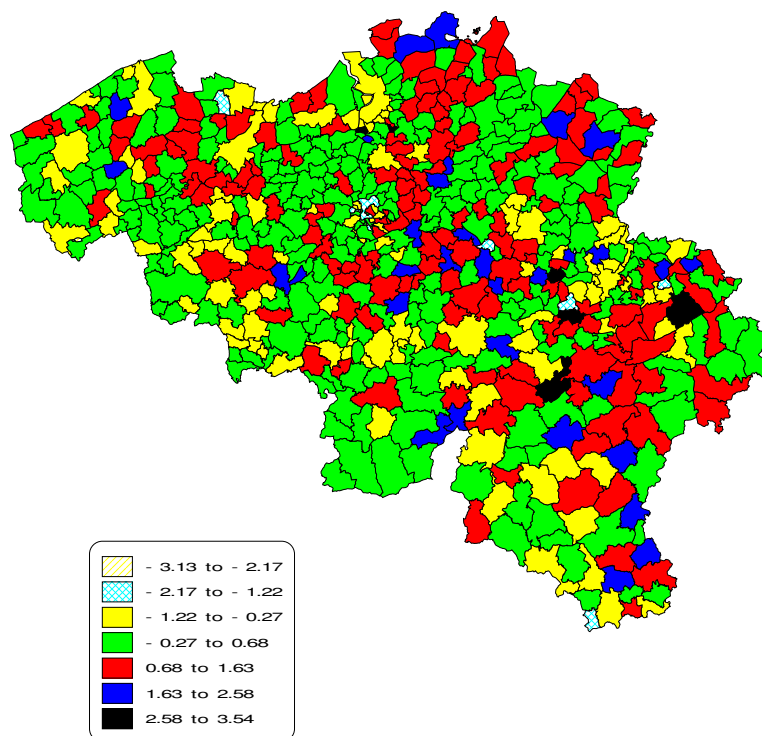 - 3.13 to - 2.17
- 2.17 to - 1.22
- 1.22 to - 0.27
- 0.27 to 0.68
0.68 to 1.63
1.63 to 2.58
2.58 to 3.54